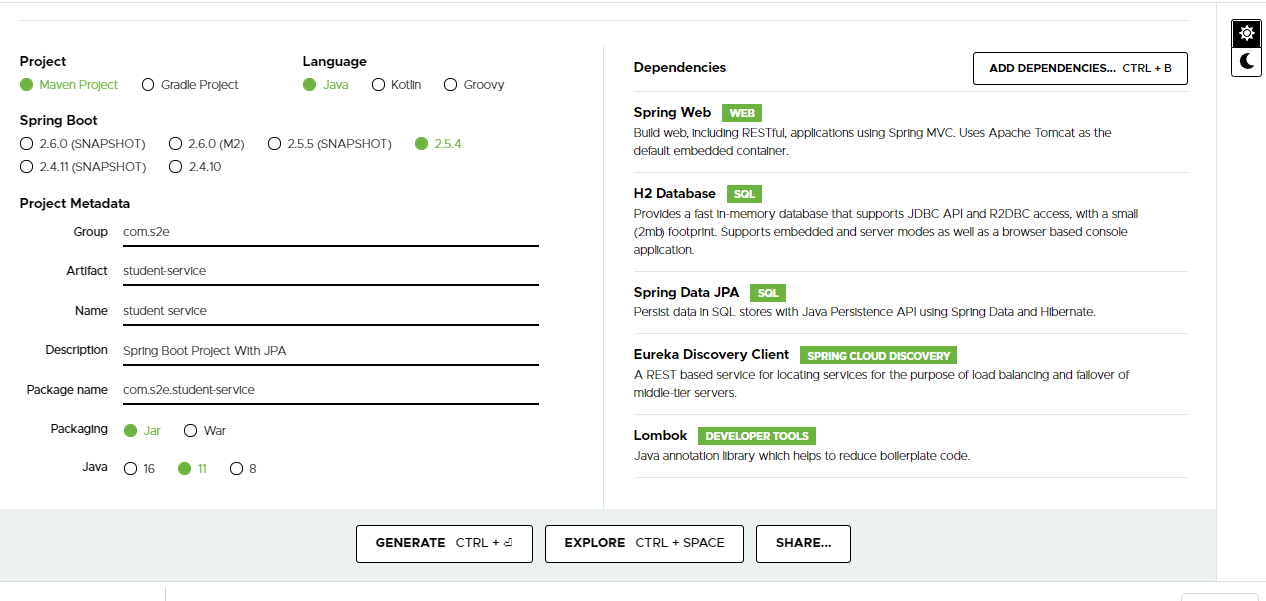 Project
Maven Project Gradle Project
Language
Java Kotlin Groovy
Spring Boot
2.6.0 (SNAPSHOT) 2.6.0 (M2) 2.5.5 (SNAPSHOT) 2.5.4
2.4.11 (SNAPSHOT) 2.4.10
Project Metadata
Group com.s2e
Artifact student-service
Name student service
Description Spring Boot Project With JPA
Package name com.s2e.student-service
Packaging Jar War
Java 16 11 8
Dependencies
ADD DEPENDENCIES... CTRL + B
Spring Web WEB
Build web, including RESTful, applications using Spring MVC. Uses Apache Tomcat as the
default embedded container.
H2 Database SQL
Provides a fast in-memory database that supports JDBC API and R2DBC access, with a small
(2mb) footprint. Supports embedded and server modes as well as a browser based console
application.
Spring Data JPA SQL
Persist data in SQL stores with Java Persistence API using Spring Data and Hibernate.
Eureka Discovery Client SPRING CLOUD DISCOVERY
A REST based service for locating services for the purpose of load balancing and failover of
middle-tier servers.
Lombok DEVELOPER TOOLS
Java annotation library which helps to reduce boilerplate code.
GENERATE CTRL + ⏎
EXPLORE CTRL + SPACE
SHARE...